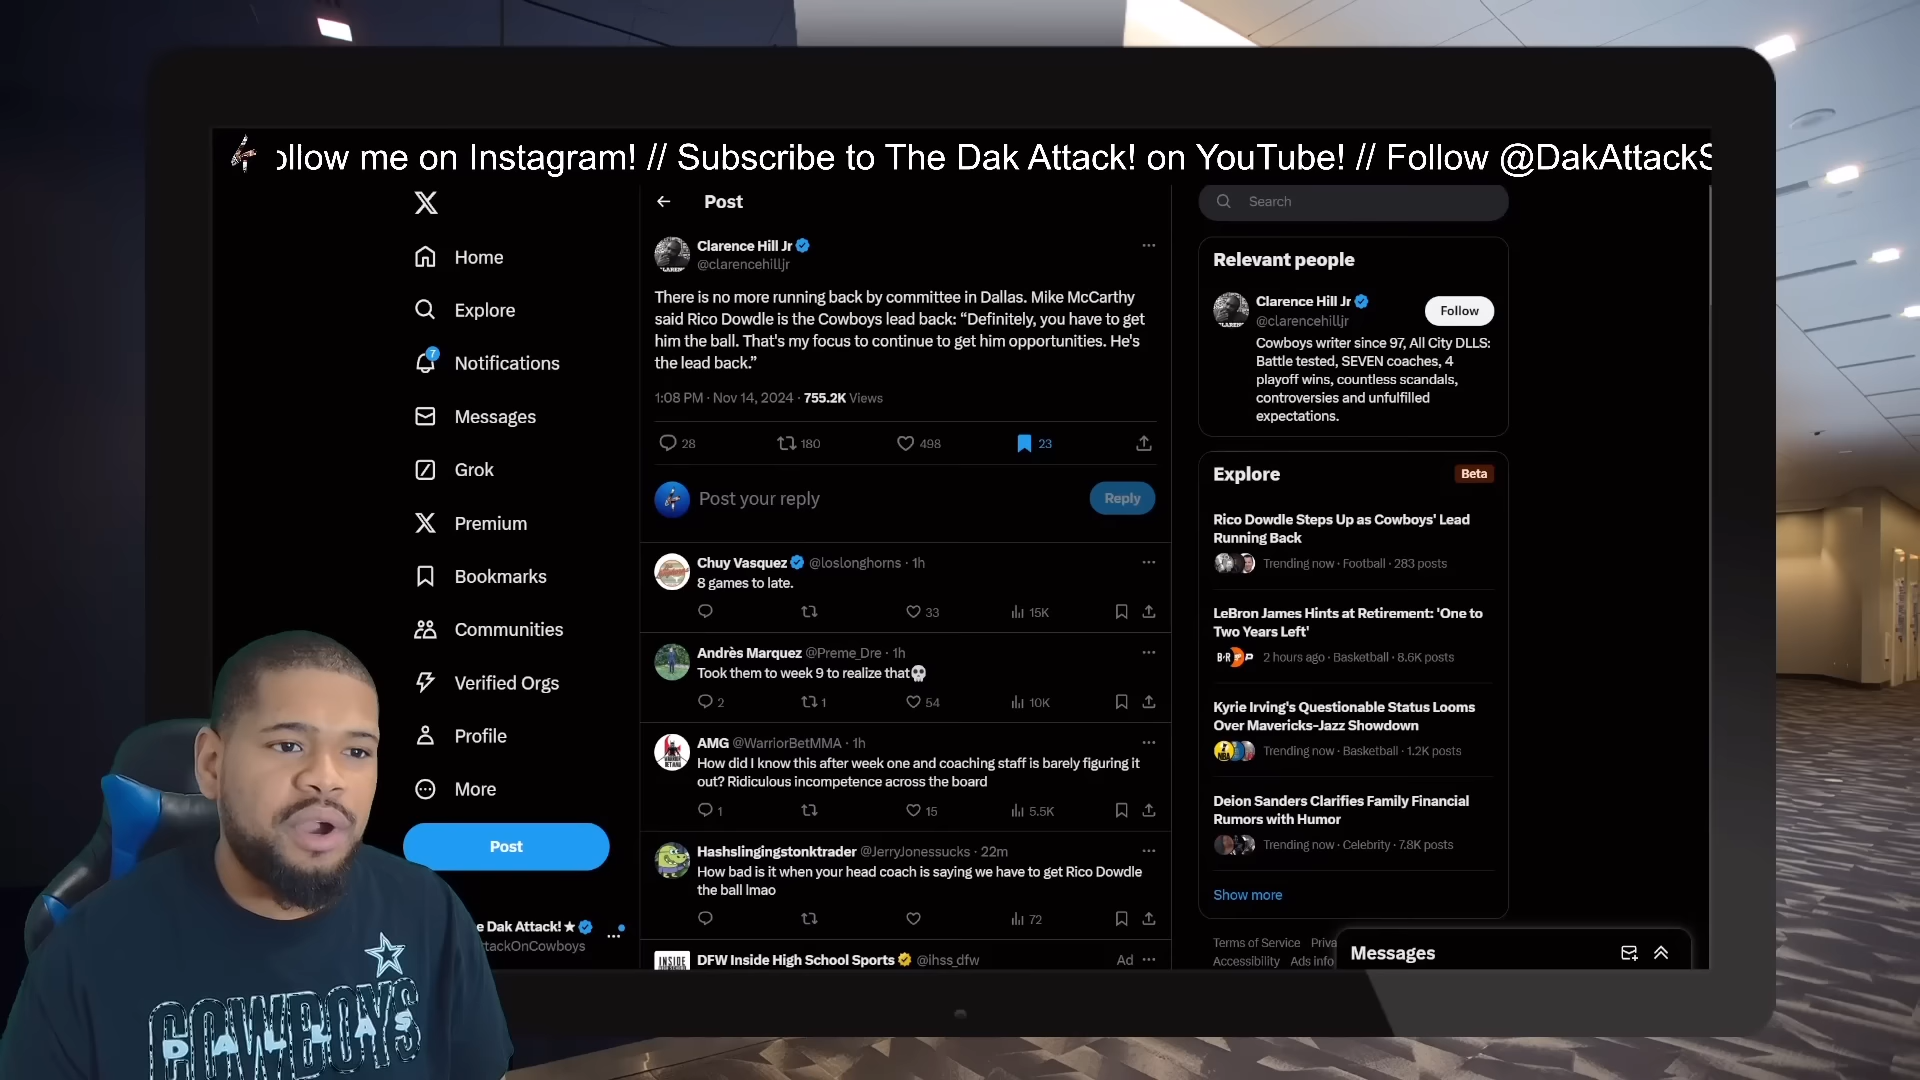 ollow me on Instagram! // Subscribe to The Dak Attack! on YouTube! // Follow @DakAttackS
Post
Search
Home
Explore
7
Notifications
Messages
Grok
Premium
Bookmarks
Communities
Verified Orgs
Profile
More
Post
e Dak Attack!★
ttackOnCowboys
Clarence Hill Jr
@clarencehilljr
There is no more running back by committee in Dallas. Mike McCarthy
said Rico Dowdle is the Cowboys lead back: “Definitely, you have to get
him the ball. That's my focus to continue to get him opportunities. He's
the lead back.”
1:08 PM · Nov 14, 2024 · 755.2K Views
28 180 498 23
Post your reply
Reply
Chuy Vasquez @loslonghorns · 1h
8 games to late.
33 15K
Andrès Marquez @Preme_Dre · 1h
Took them to week 9 to realize that💀
2 1 54 10K
AMG @WarriorBetMMA · 1h
How did I know this after week one and coaching staff is barely figuring it
out? Ridiculous incompetence across the board
1 15 5.5K
Hashslingingstonktrader @JerryJonessucks · 22m
How bad is it when your head coach is saying we have to get Rico Dowdle
the ball lmao
72
INSIDE
DFW Inside High School Sports @ihss_dfw Ad
Relevant people
Clarence Hill Jr
@clarencehilljr
Follow
Cowboys writer since 97, All City DLLS:
Battle tested, SEVEN coaches, 4
playoff wins, countless scandals,
controversies and unfulfilled
expectations.
Explore
Beta
Rico Dowdle Steps Up as Cowboys' Lead
Running Back
Trending now · Football · 283 posts
LeBron James Hints at Retirement: 'One to
Two Years Left'
2 hours ago · Basketball · 8.6K posts
Kyrie Irving's Questionable Status Looms
Over Mavericks-Jazz Showdown
Trending now · Basketball · 1.2K posts
Deion Sanders Clarifies Family Financial
Rumors with Humor
Trending now · Celebrity · 7.8K posts
Show more
Terms of Service Priva
Accessibility Ads info
Messages
COWBOYS
DALLAS